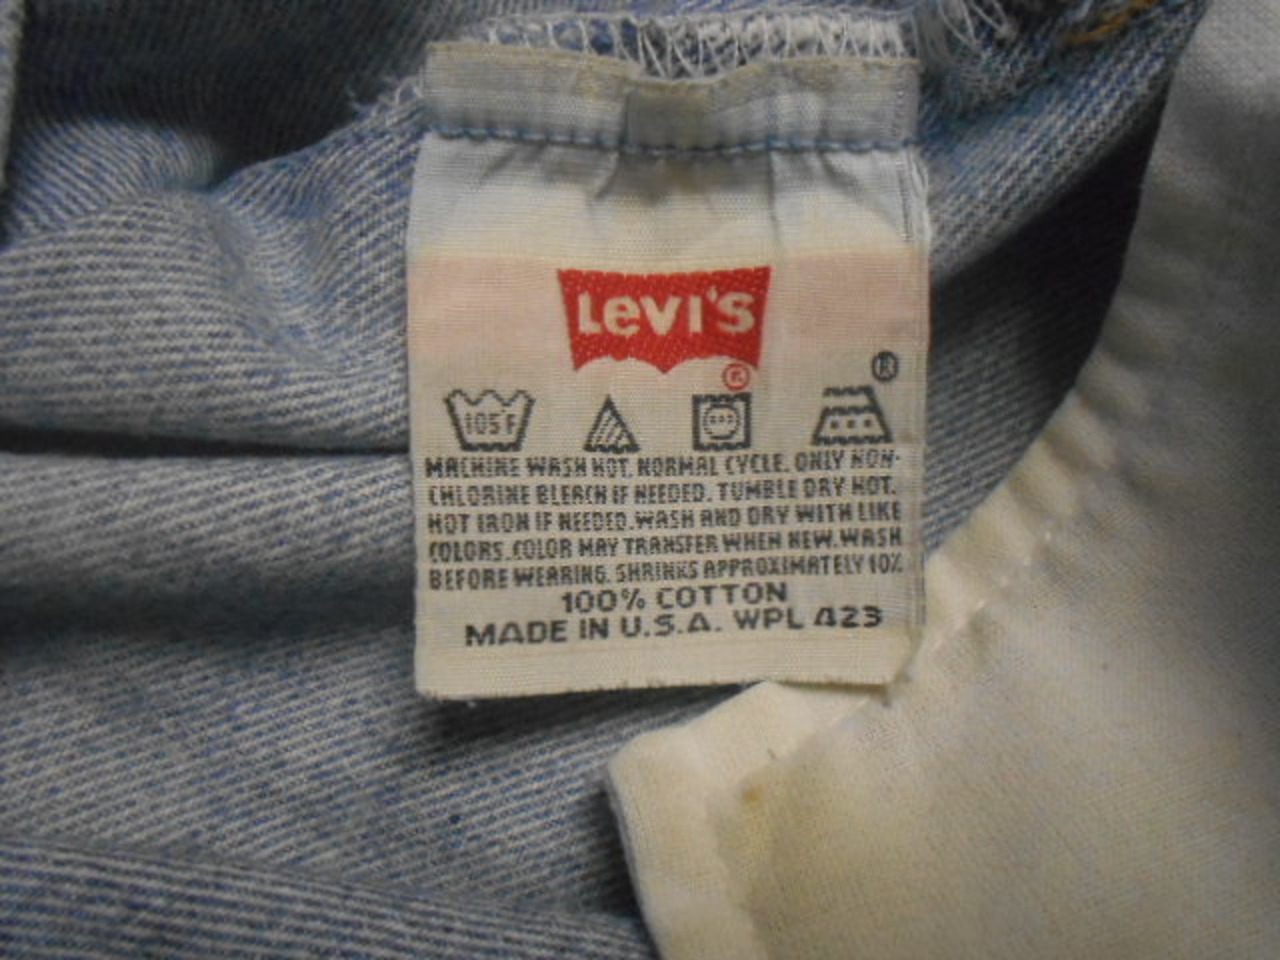 Levi's
®
®
105°F
MACHINE WASH HOT. NORMAL CYCLE. ONLY NON-
CHLORINE BLEACH IF NEEDED. TUMBLE DRY HOT.
HOT IRON IF NEEDED. WASH AND DRY WITH LIKE
COLORS. COLOR MAY TRANSFER WHEN NEW. WASH
BEFORE WEARING. SHRINKS APPROXIMATELY 10%
100% COTTON
MADE IN U.S.A. WPL 423